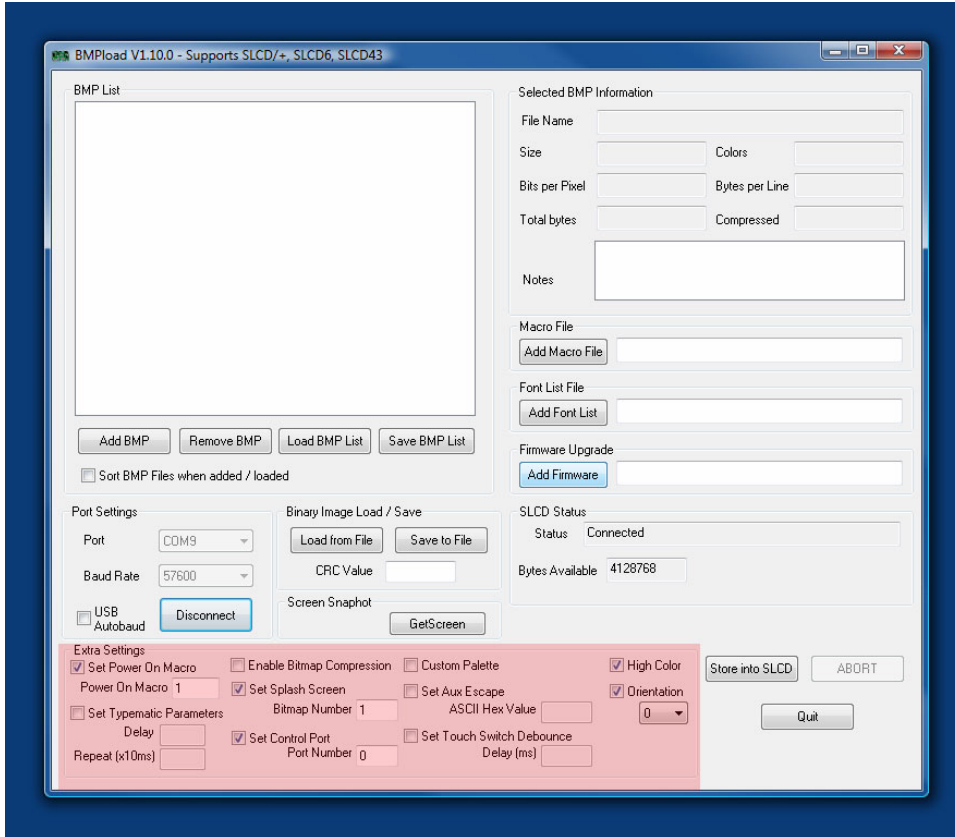 BMPload V1.10.0 - Supports SLCD/+, SLCD6, SLCD43
BMP List
Add BMP Remove BMP Load BMP List Save BMP List
Sort BMP Files when added / loaded
Selected BMP Information
File Name
Size Colors
Bits per Pixel Bytes per Line
Total bytes Compressed
Notes
Macro File
Add Macro File
Font List File
Add Font List
Firmware Upgrade
Add Firmware
Port Settings
Port COM9
Baud Rate 57600
USB Autobaud Disconnect
Binary Image Load / Save
Load from File Save to File
CRC Value
Screen Snaphot
GetScreen
SLCD Status
Status Connected
Bytes Available 4128768
Extra Settings
Set Power On Macro Enable Bitmap Compression Custom Palette High Color
Power On Macro 1 Set Splash Screen Set Aux Escape Orientation
Bitmap Number 1 ASCII Hex Value 0
Set Typematic Parameters
Delay Set Control Port Set Touch Switch Debounce
Repeat (x10ms) Port Number 0 Delay (ms)
Store into SLCD ABORT
Quit